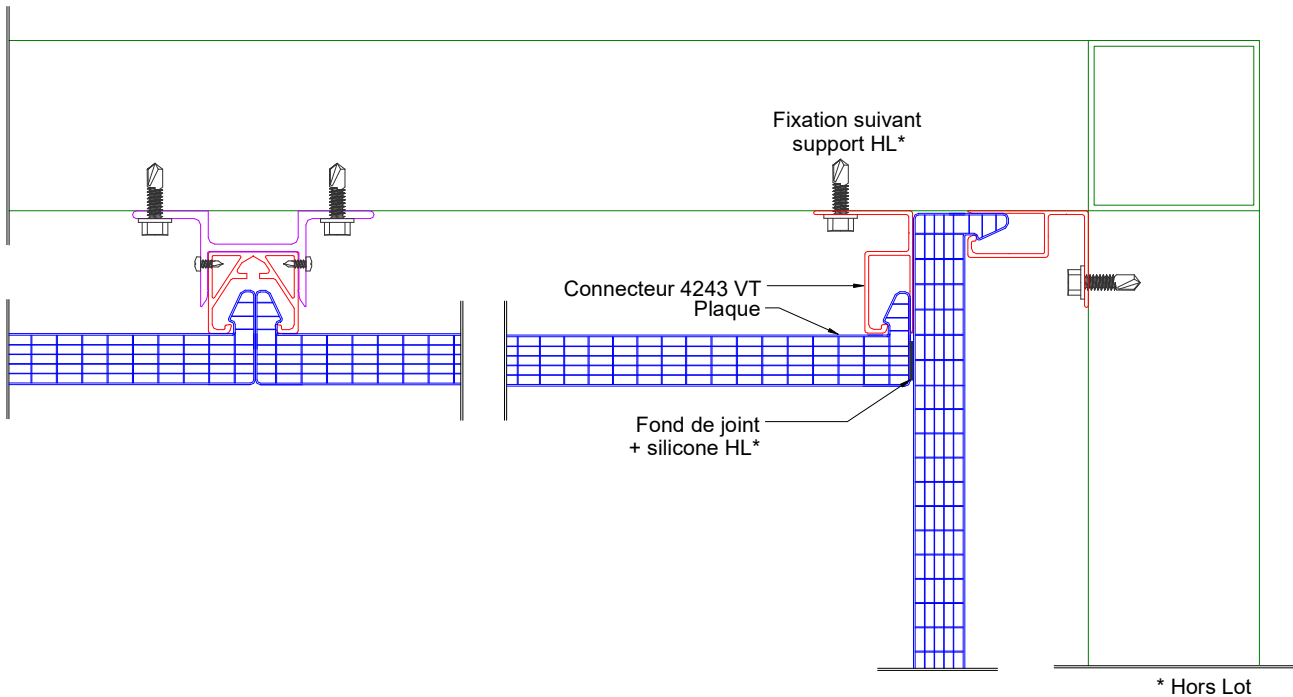 Fixation suivant
support HL*
Connecteur 4243 VT
Plaque
Fond de joint
+ silicone HL*
* Hors Lot